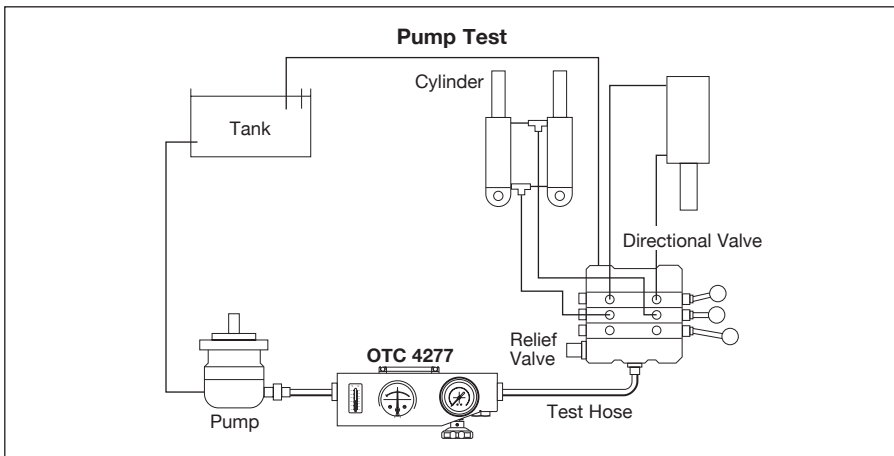 Pump Test
Cylinder
Tank
Directional Valve
Relief
Valve
OTC 4277
Test Hose
Pump